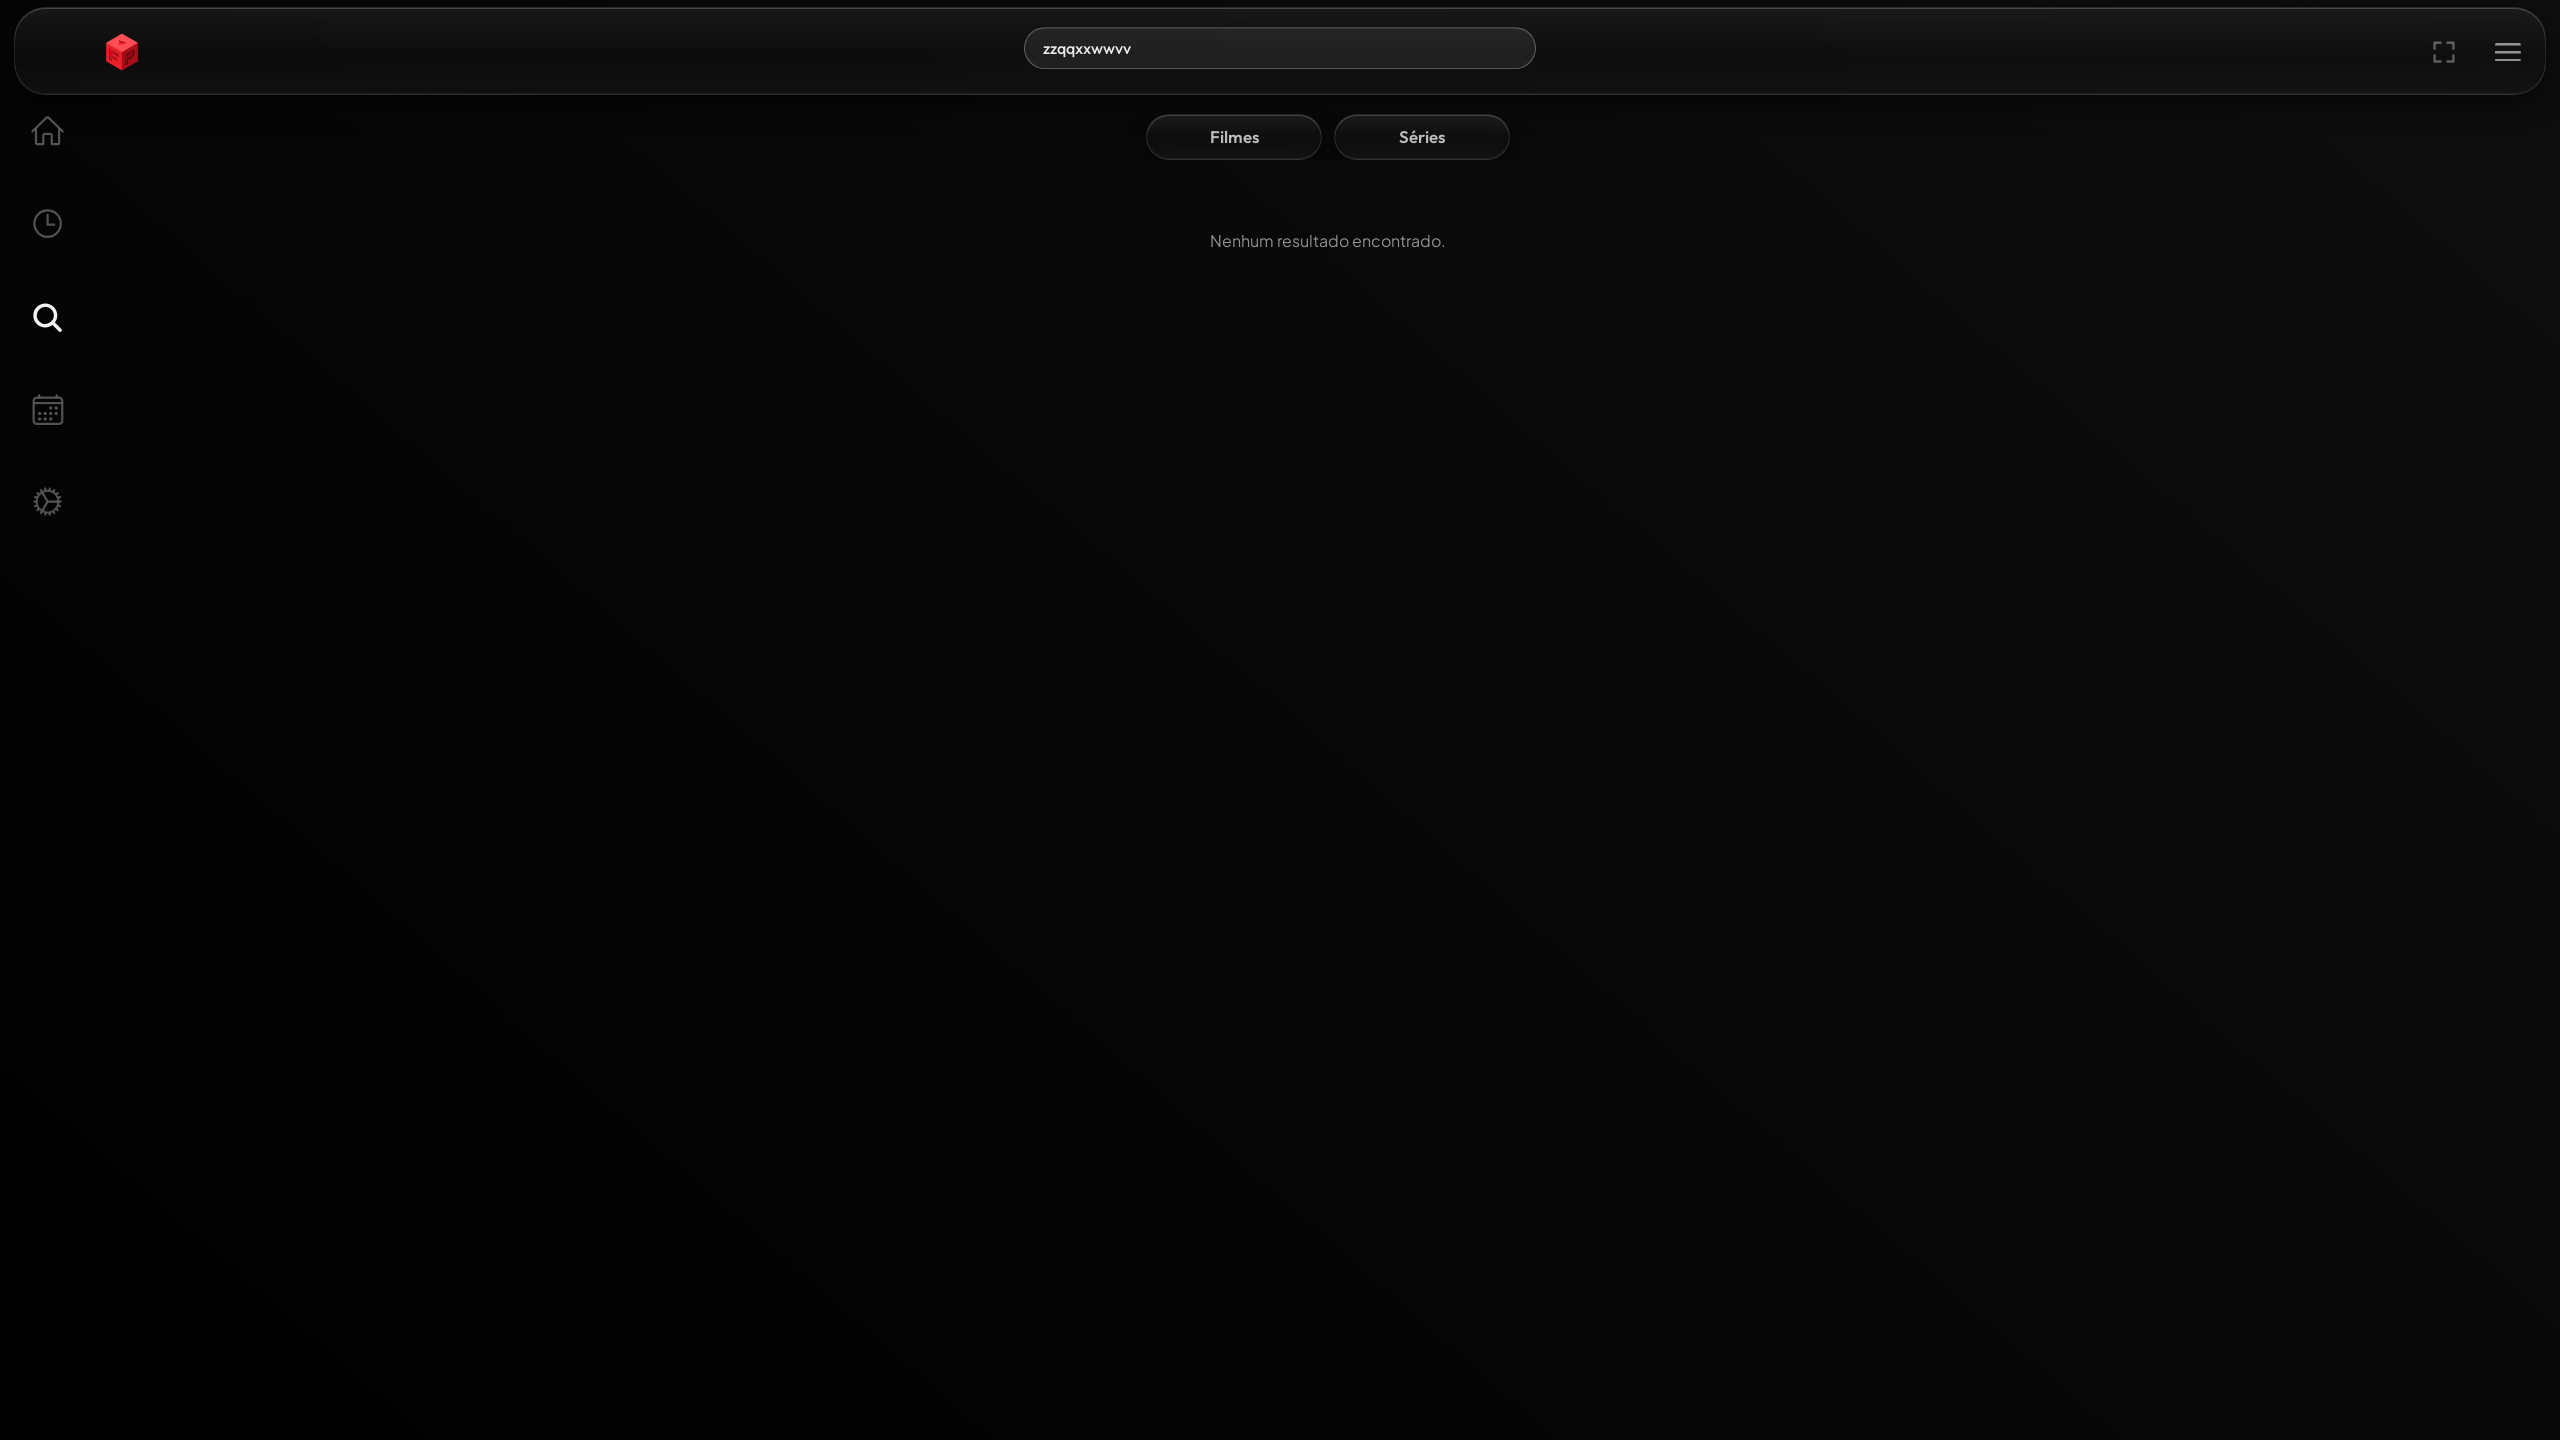 zzqqxxwwvv
Filmes
Séries
Nenhum resultado encontrado.